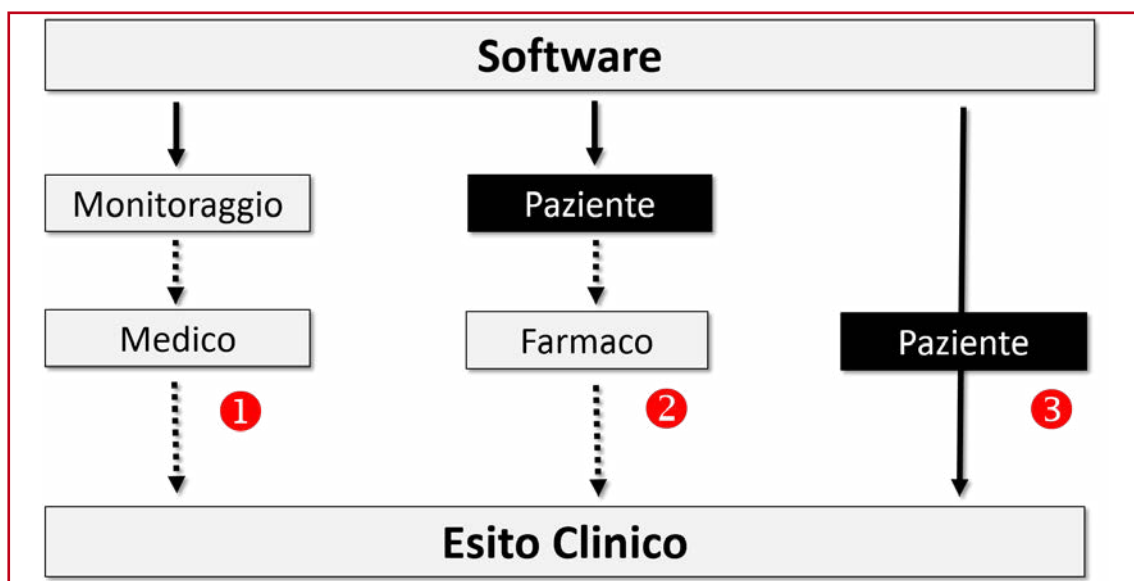 Software
Monitoraggio
Paziente
Medico
Farmaco
Paziente
1
2
3
Esito Clinico